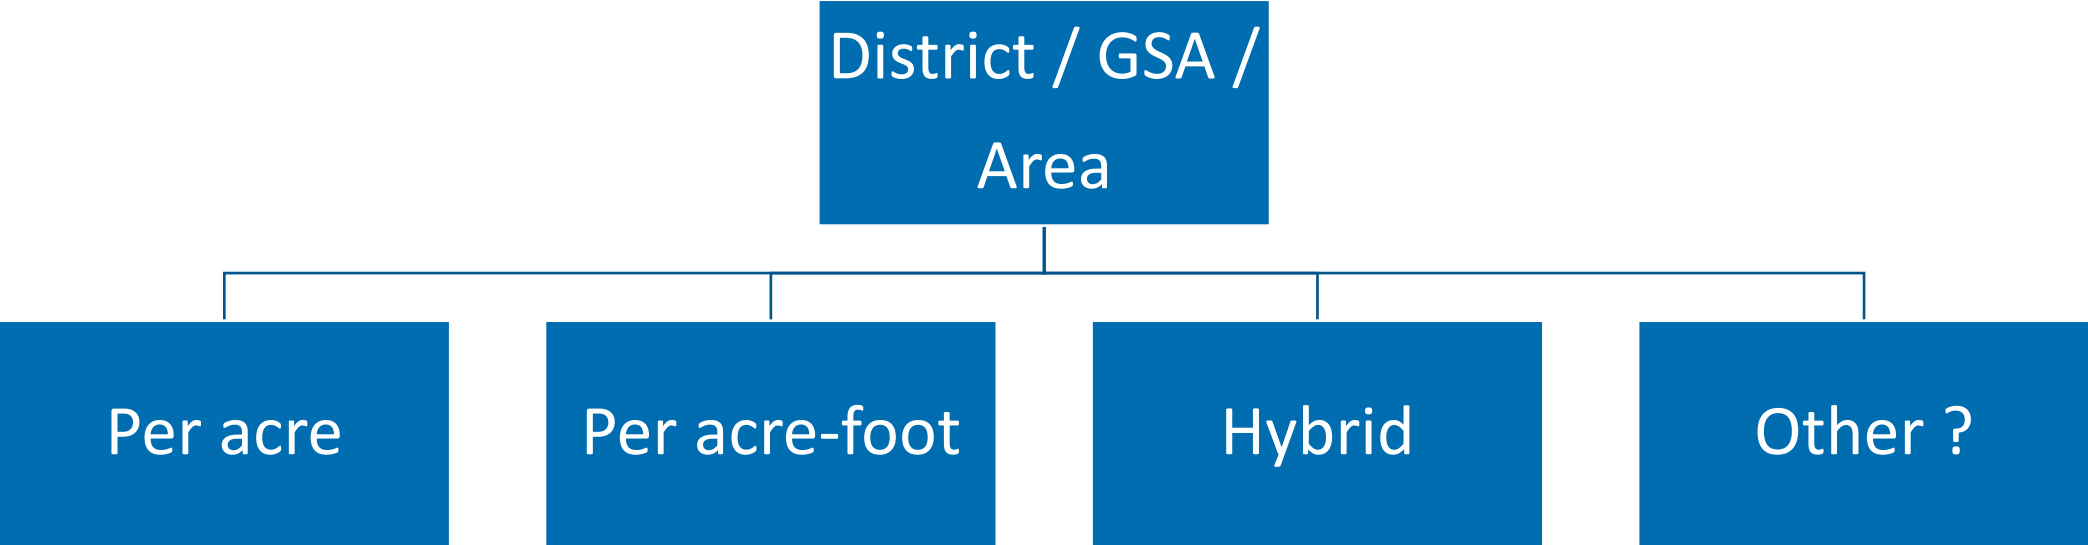 District / GSA /
Area
Per acre
Per acre-foot
Hybrid
Other ?